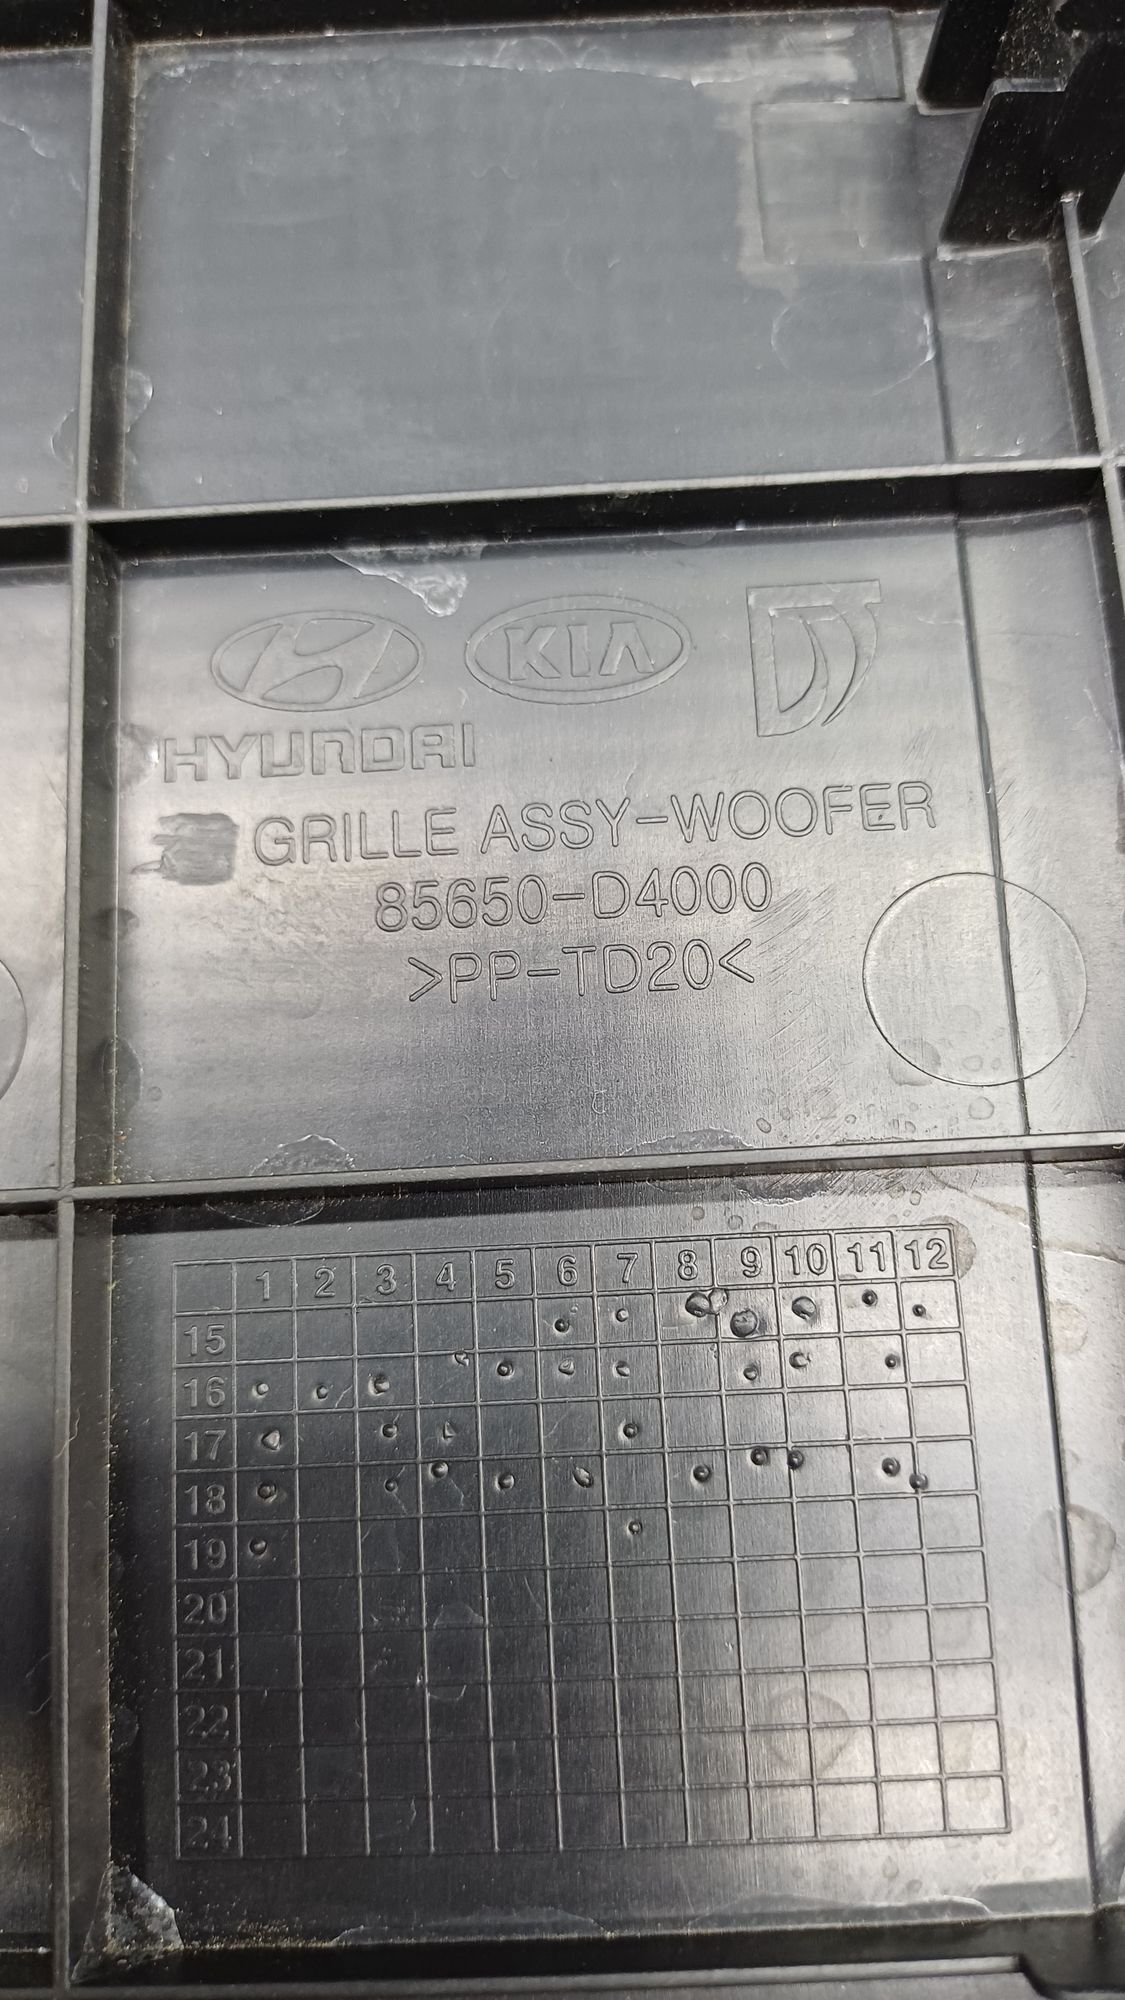 KIA
HYUNDAI
GRILLE ASSY-WOOFER
85650-D4000
>PP-TD20<
1 2 3 4 5 6 7 8 9 10 11 12
15
16
17
18
19
20
21
22
23
24